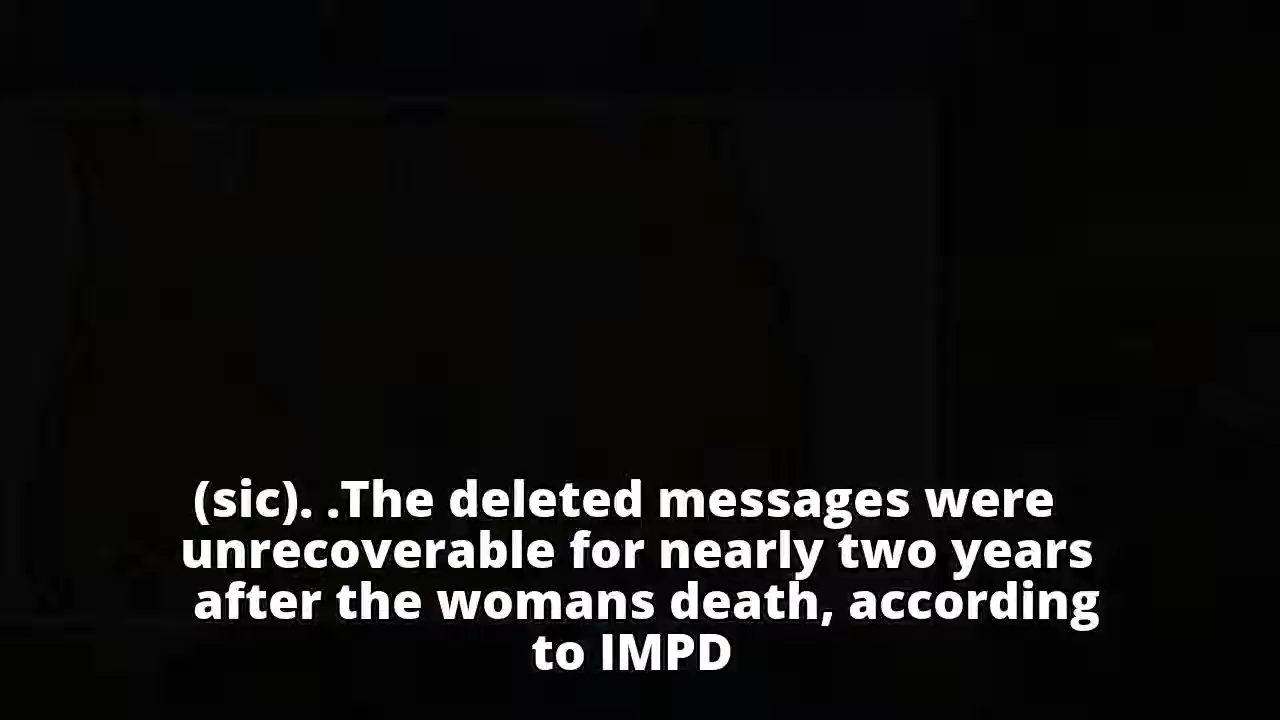 (sic). .The deleted messages were
unrecoverable for nearly two years
after the womans death, according
to IMPD